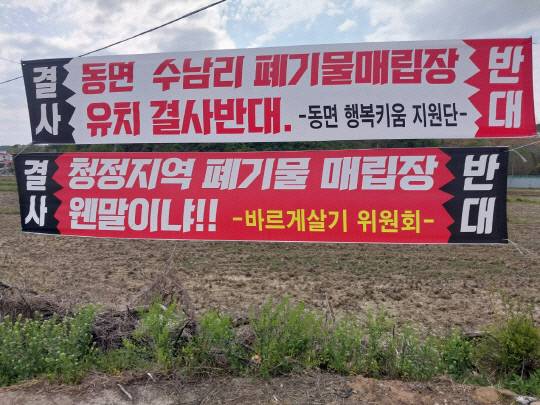 결사
동면 수남리 폐기물매립장
유치 결사반대. -동면 행복키움 지원단-
반대
결사
청정지역 폐기물 매립장
웬말이냐!! -바르게살기 위원회-
반대